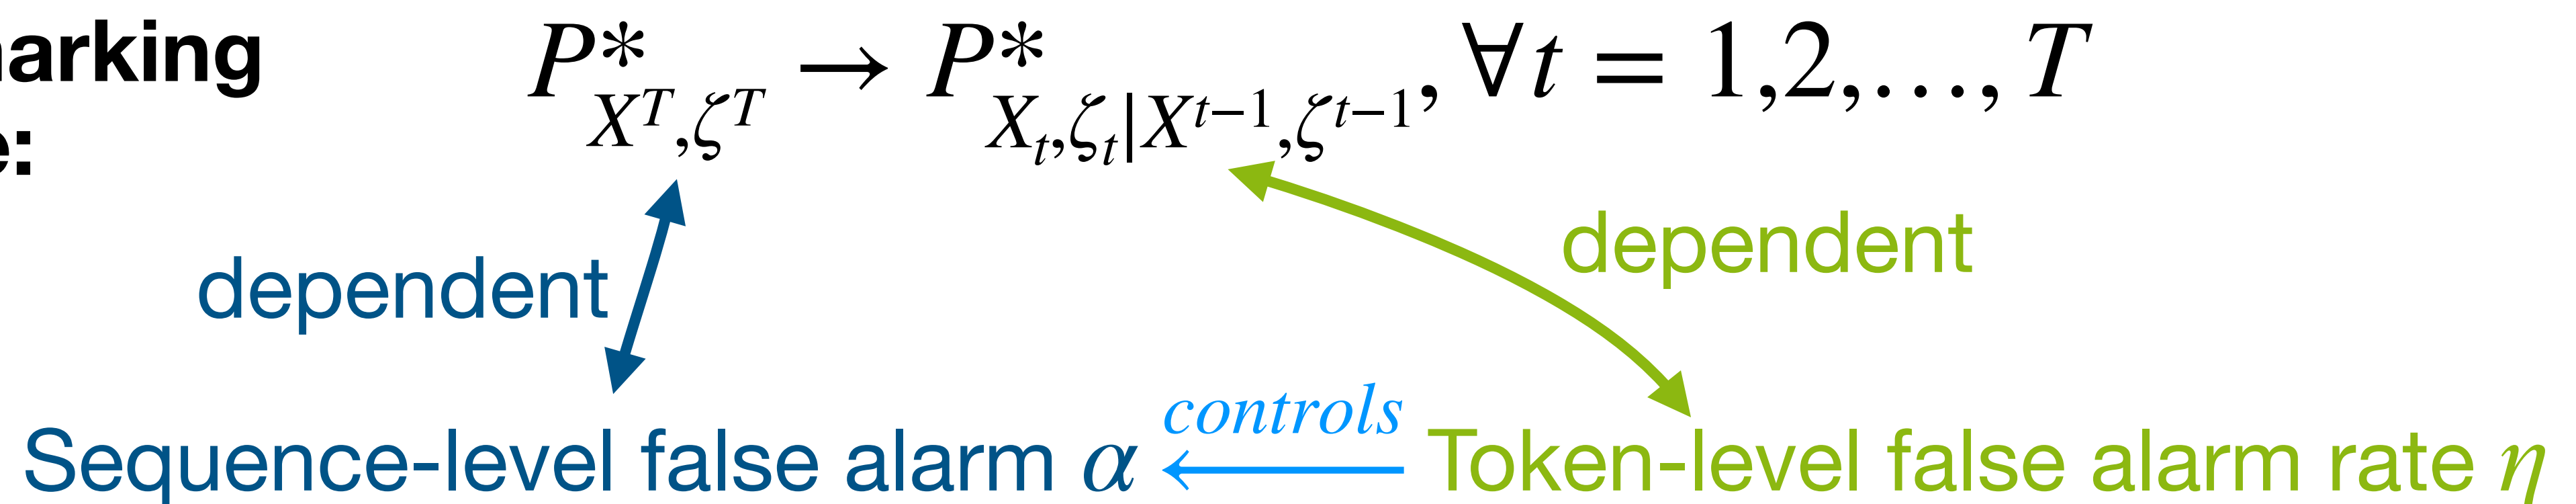 arking P*_{X^T,ζ^T} → P*_{X_t,ζ_t|X^{t−1},ζ^{t−1}}, ∀t = 1,2,…, T
e:
dependent
dependent
controls
Sequence-level false alarm α ← Token-level false alarm rate η